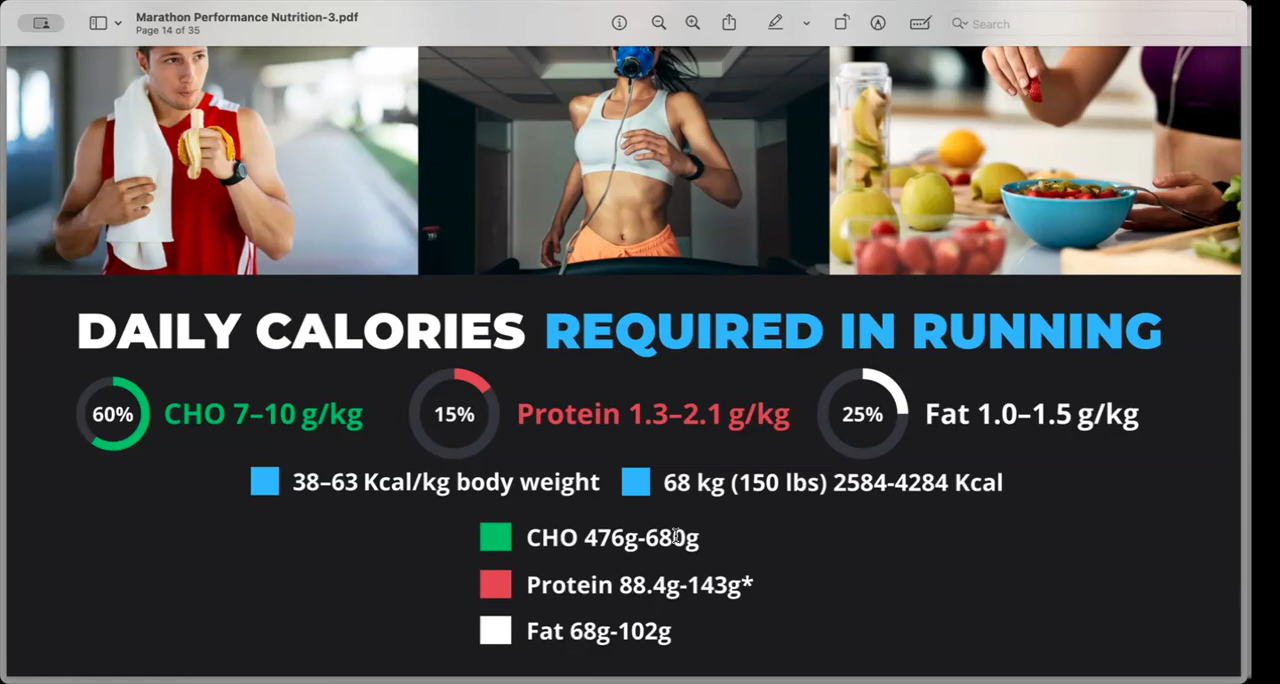 Marathon Performance Nutrition-3.pdf
Page 14 of 35
Search
DAILY CALORIES REQUIRED IN RUNNING
60% CHO 7–10 g/kg
15% Protein 1.3–2.1 g/kg
25% Fat 1.0–1.5 g/kg
38–63 Kcal/kg body weight
68 kg (150 lbs) 2584-4284 Kcal
CHO 476g-680g
Protein 88.4g-143g*
Fat 68g-102g